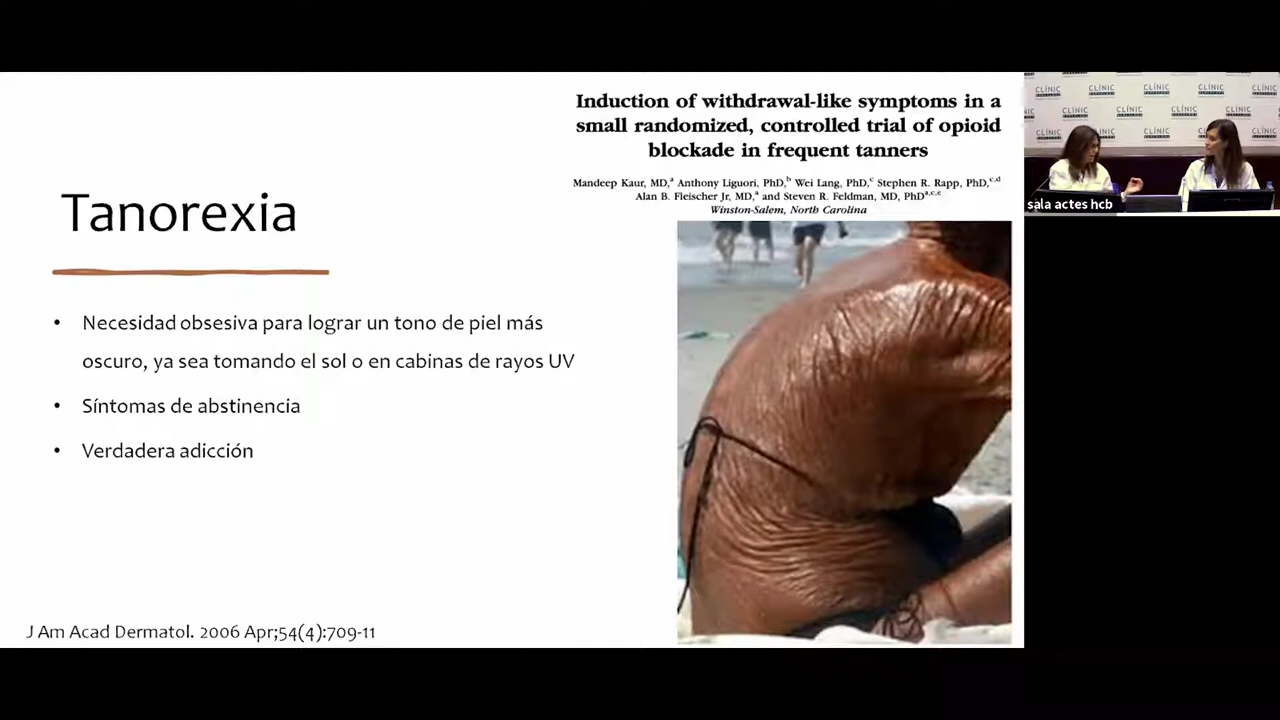 Induction of withdrawal-like symptoms in a
small randomized, controlled trial of opioid
blockade in frequent tanners
Mandeep Kaur, MD,ᵃ Anthony Liguori, PhD,ᵇ Wei Lang, PhD,ᶜ Stephen R. Rapp, PhD,ᶜ,ᵈ
Alan B. Fleischer Jr, MD,ᵃ and Steven R. Feldman, MD, PhDᵃ,ᶜ,ᵉ
Winston-Salem, North Carolina
Tanorexia
• Necesidad obsesiva para lograr un tono de piel más
oscuro, ya sea tomando el sol o en cabinas de rayos UV
• Síntomas de abstinencia
• Verdadera adicción
J Am Acad Dermatol. 2006 Apr;54(4):709-11
CLÍNIC
BARCELONA
sala actes hcb